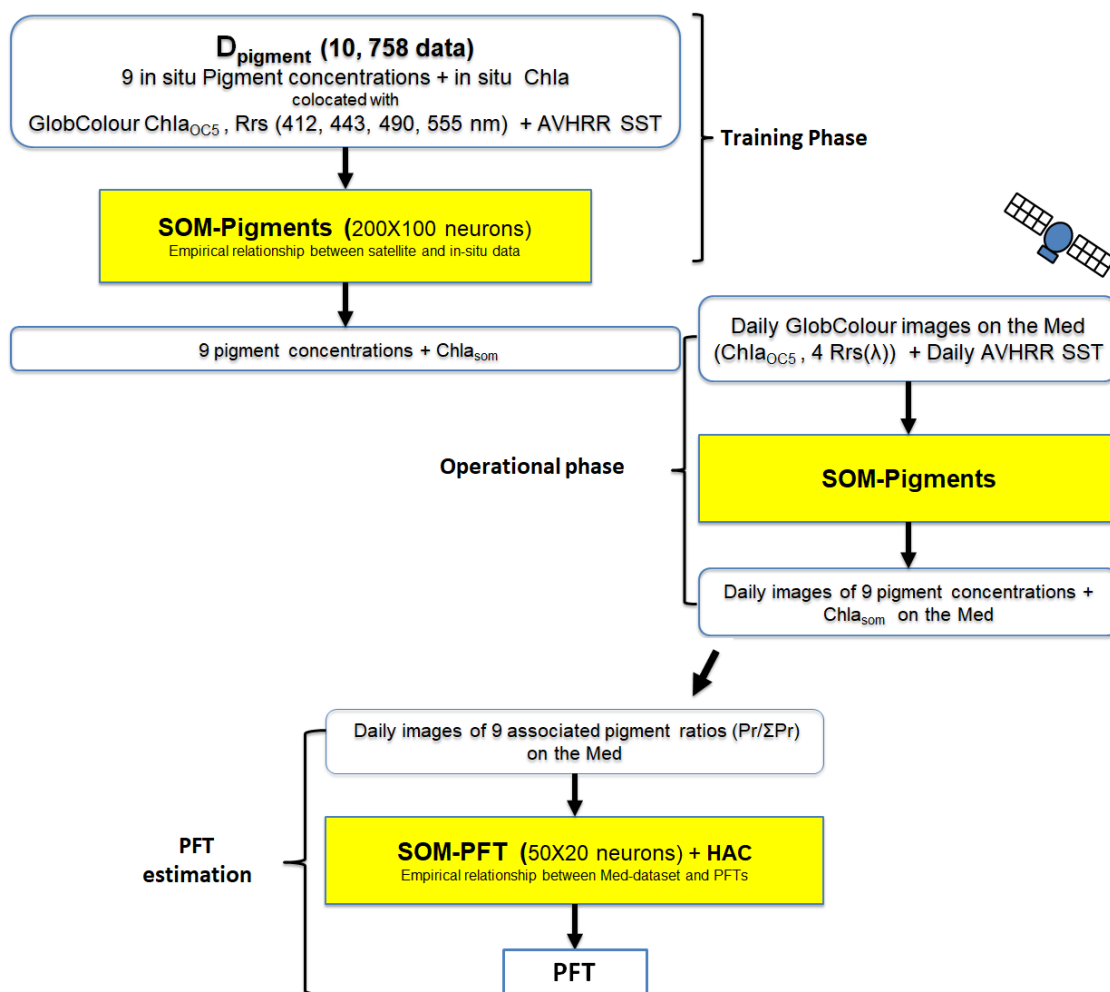 Dpigment (10, 758 data)
9 in situ Pigment concentrations + in situ Chla
colocated with
GlobColour ChlaOC5 , Rrs (412, 443, 490, 555 nm) + AVHRR SST
Training Phase
SOM-Pigments (200X100 neurons)
Empirical relationship between satellite and in-situ data
9 pigment concentrations + Chlasom
Daily GlobColour images on the Med
(ChlaOC5 , 4 Rrs(λ)) + Daily AVHRR SST
Operational phase
SOM-Pigments
Daily images of 9 pigment concentrations +
Chlasom on the Med
Daily images of 9 associated pigment ratios (Pr/ΣPr)
on the Med
PFT
estimation
SOM-PFT (50X20 neurons) + HAC
Empirical relationship between Med-dataset and PFTs
PFT